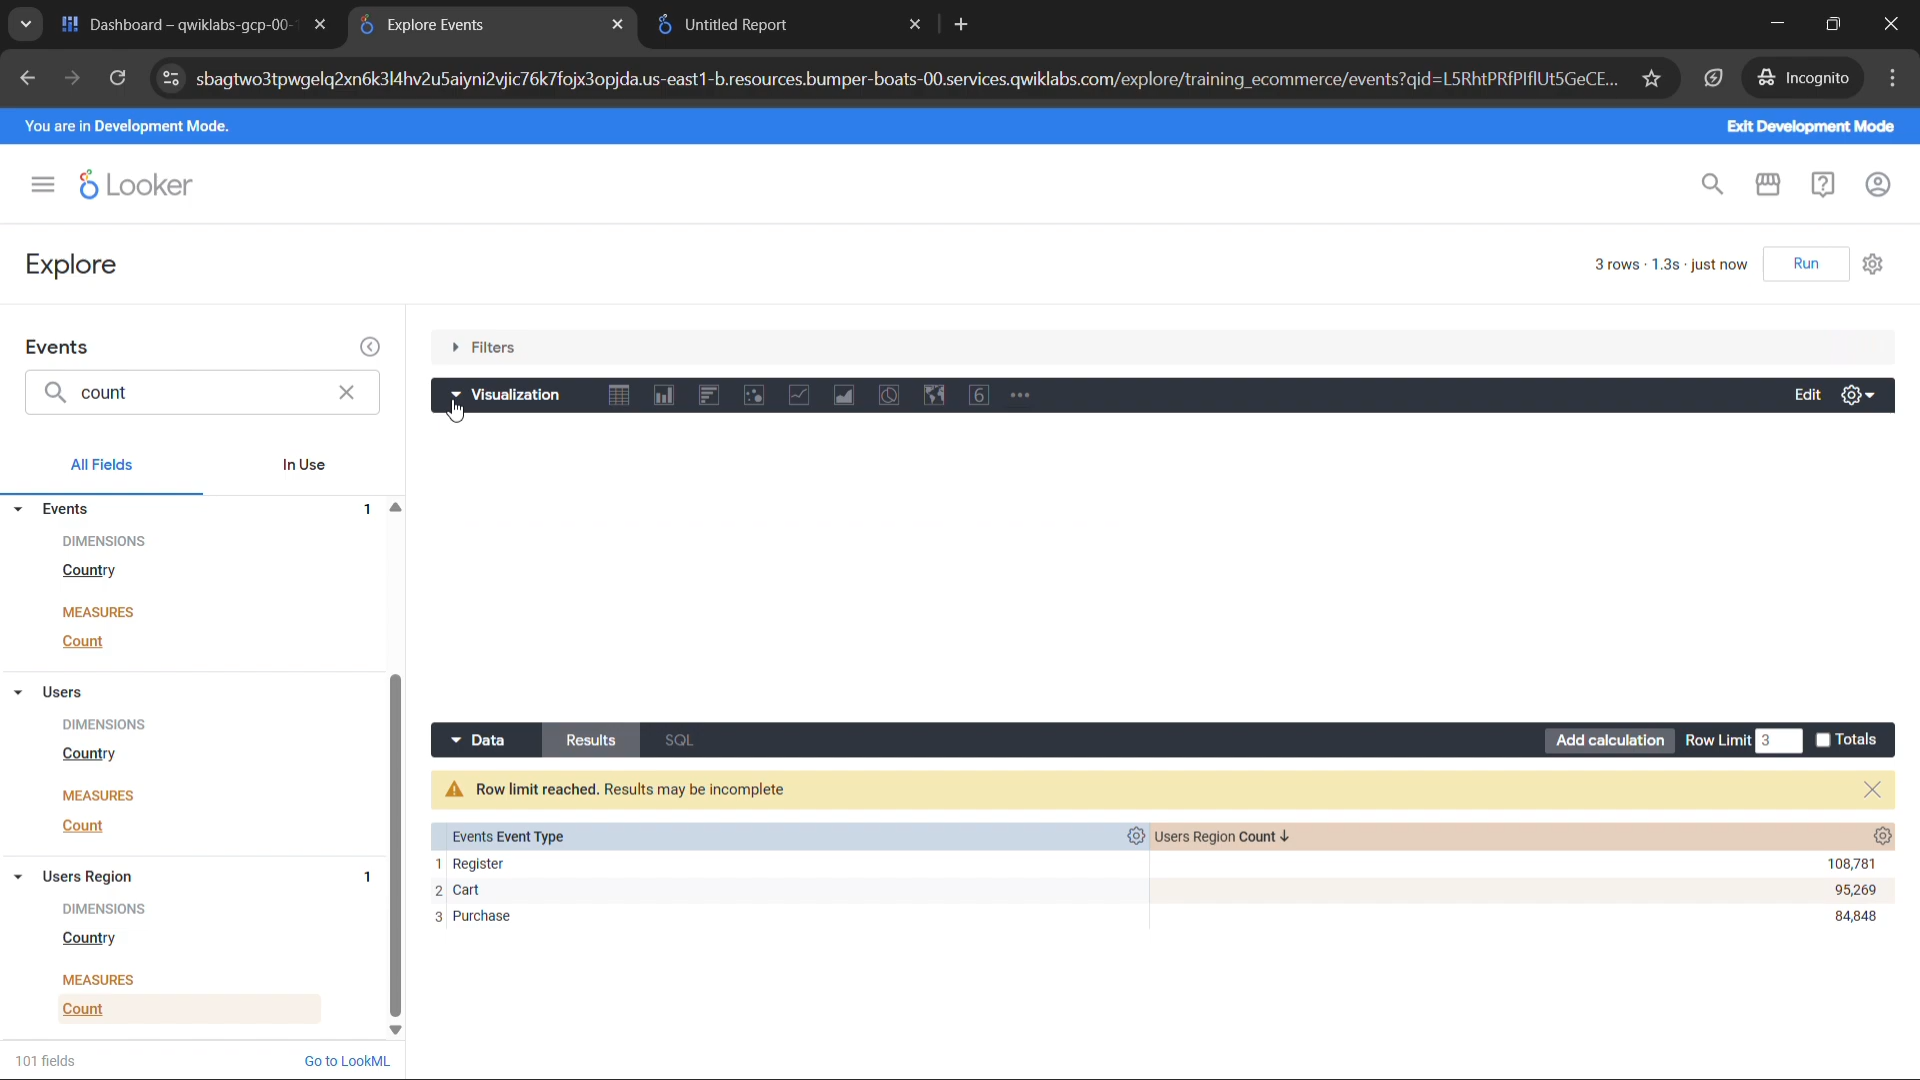 Dashboard – qwiklabs-gcp-00-
Explore Events
Untitled Report
sbagtwo3tpwgelq2xn6k3l4hv2u5aiyni2vjic76k7fojx3opjda.us-east1-b.resources.bumper-boats-00.services.qwiklabs.com/explore/training_ecommerce/events?qid=L5RhtPRfPIflUt5GeCE...
Incognito
You are in Development Mode.
Exit Development Mode
Looker
Explore
3 rows · 1.3s · just now
Run
Events
count
All Fields
In Use
Events 1
DIMENSIONS
Country
MEASURES
Count
Users
DIMENSIONS
Country
MEASURES
Count
Users Region 1
DIMENSIONS
Country
MEASURES
Count
101 fields
Go to LookML
Filters
Visualization
6
Edit
Data
Results
SQL
Add calculation
Row Limit 3
Totals
Row limit reached. Results may be incomplete
Events Event Type
Users Region Count ↓
1 Register 108,781
2 Cart 95,269
3 Purchase 84,848